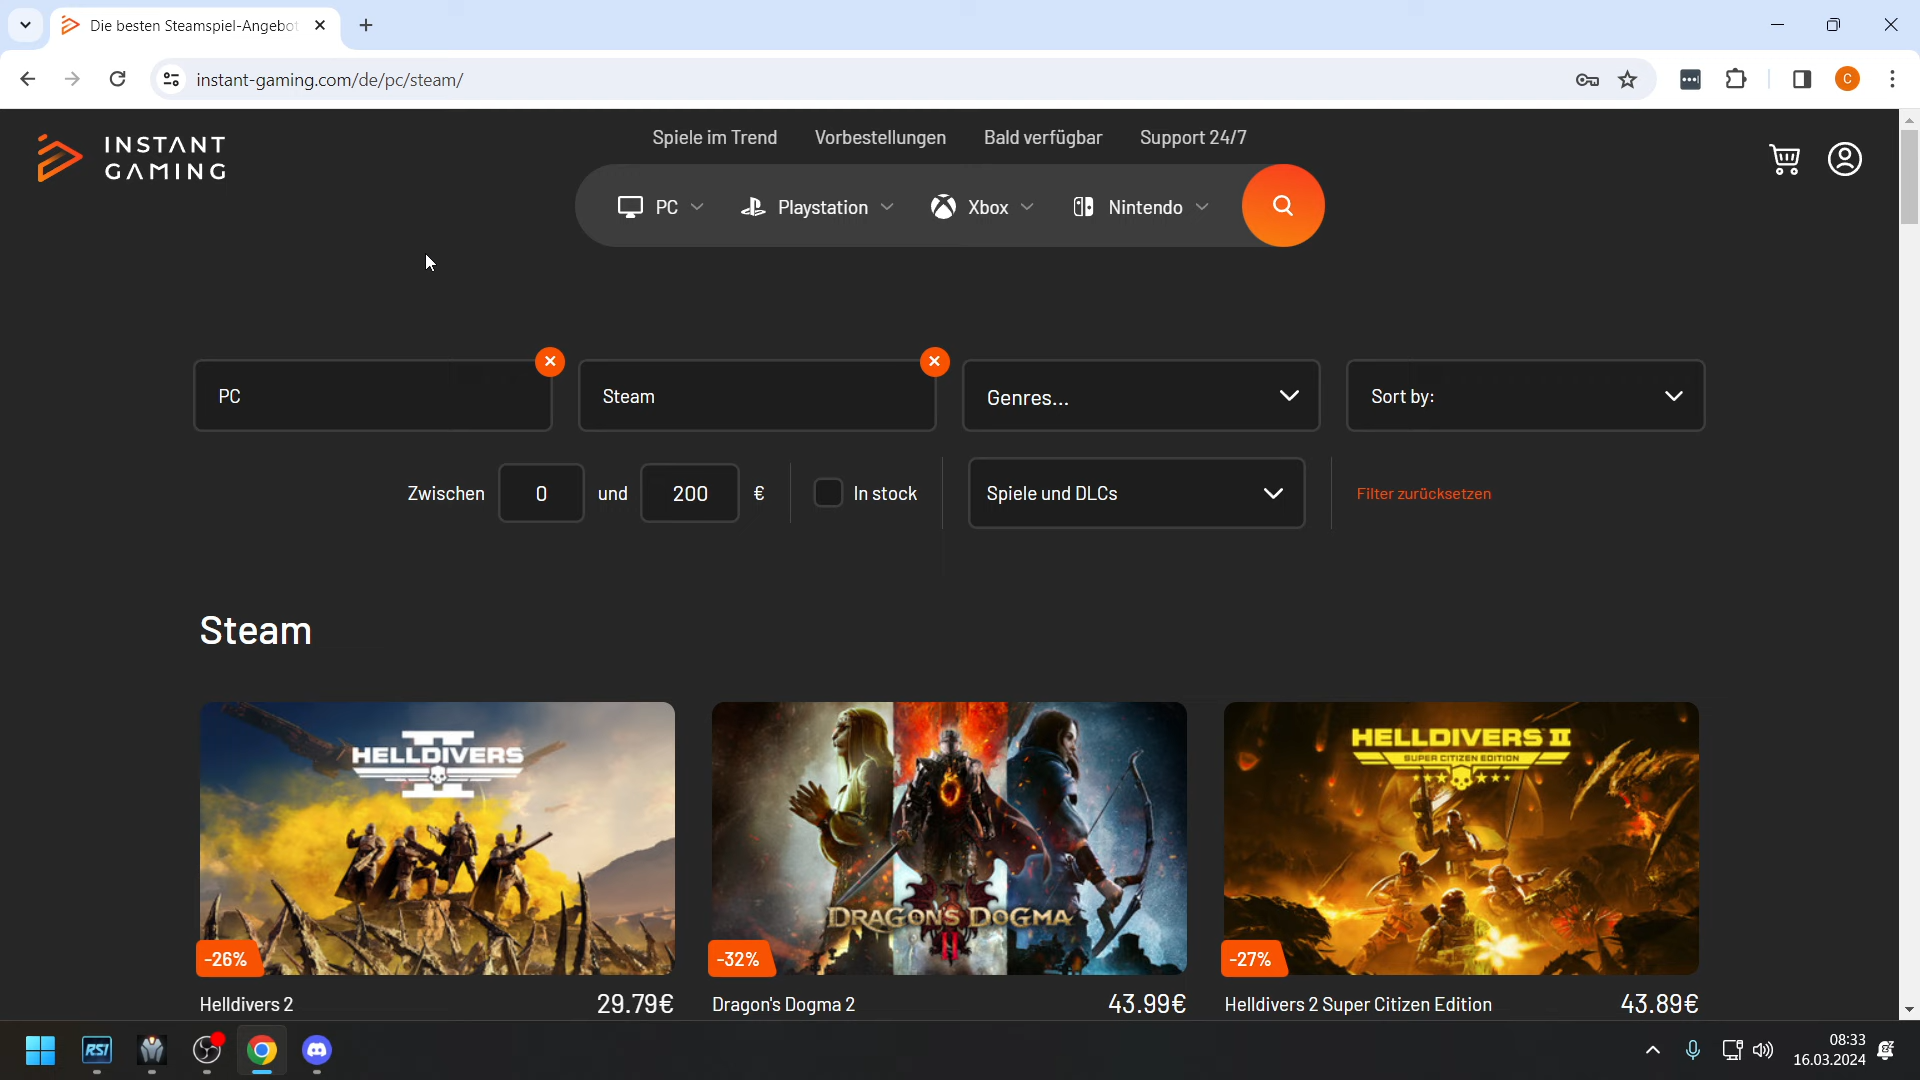 Die besten Steamspiel-Angebot
instant-gaming.com/de/pc/steam/
C
INSTANT
GAMING
Spiele im Trend
Vorbestellungen
Bald verfügbar
Support 24/7
PC
Playstation
Xbox
Nintendo
PC
Steam
Genres...
Sort by:
Zwischen
0
und
200
€
In stock
Spiele und DLCs
Filter zurücksetzen
Steam
HELLDIVERS
II
-26%
DRAGON'S DOGMA
II
-32%
HELLDIVERS II
SUPER CITIZEN EDITION
-27%
Helldivers 2
29.79€
Dragon's Dogma 2
43.99€
Helldivers 2 Super Citizen Edition
43.89€
RSI
08:33
16.03.2024